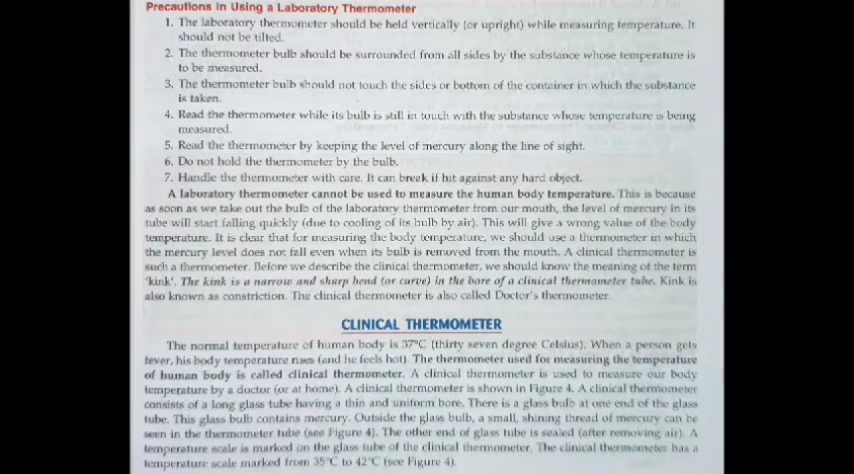 Precautions in Using a Laboratory Thermometer
1. The laboratory thermometer should be held vertically (or upright) while measuring temperature. It
should not be tilted.
2. The thermometer bulb should be surrounded from all sides by the substance whose temperature is
to be measured.
3. The thermometer bulb should not touch the sides or bottom of the container in which the substance
is taken.
4. Read the thermometer while its bulb is still in touch with the substance whose temperature is being
measured.
5. Read the thermometer by keeping the level of mercury along the line of sight.
6. Do not hold the thermometer by the bulb.
7. Handle the thermometer with care. It can break if hit against any hard object.
A laboratory thermometer cannot be used to measure the human body temperature. This is because
as soon as we take out the bulb of the laboratory thermometer from our mouth, the level of mercury in its
tube will start falling quickly (due to cooling of its bulb by air). This will give a wrong value of the body
temperature. It is clear that for measuring the body temperature, we should use a thermometer in which
the mercury level does not fall even when its bulb is removed from the mouth. A clinical thermometer is
such a thermometer. Before we describe the clinical thermometer, we should know the meaning of the term
'kink'. The kink is a narrow and sharp bend (or curve) in the bore of a clinical thermometer tube. Kink is
also known as constriction. The clinical thermometer is also called Doctor's thermometer.
CLINICAL THERMOMETER
The normal temperature of human body is 37°C (thirty seven degree Celsius). When a person gets
fever, his body temperature rises (and he feels hot). The thermometer used for measuring the temperature
of human body is called clinical thermometer. A clinical thermometer is used to measure our body
temperature by a doctor (or at home). A clinical thermometer is shown in Figure 4. A clinical thermometer
consists of a long glass tube having a thin and uniform bore. There is a glass bulb at one end of the glass
tube. This glass bulb contains mercury. Outside the glass bulb, a small, shining thread of mercury can be
seen in the thermometer tube (see Figure 4). The other end of glass tube is sealed (after removing air). A
temperature scale is marked on the glass tube of the clinical thermometer. The clinical thermometer has a
temperature scale marked from 35°C to 42°C (see Figure 4).